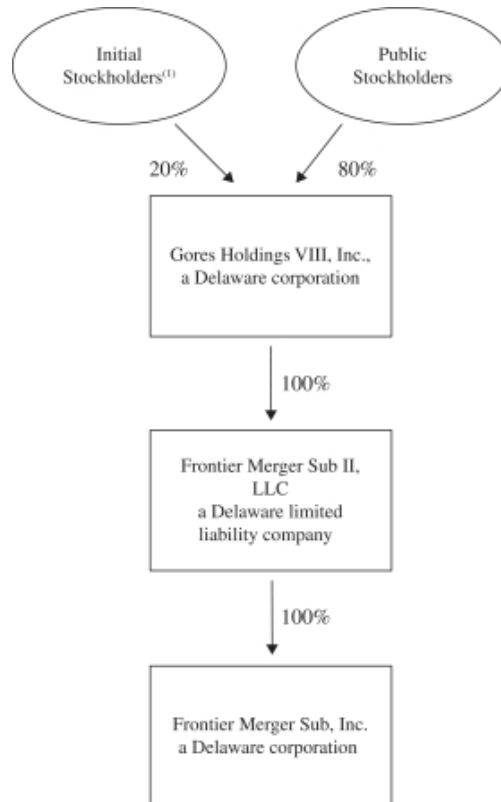 Initial
Stockholders(1)
Public
Stockholders
20%
80%
Gores Holdings VIII, Inc.,
a Delaware corporation
100%
Frontier Merger Sub II,
LLC
a Delaware limited
liability company
100%
Frontier Merger Sub, Inc.
a Delaware corporation